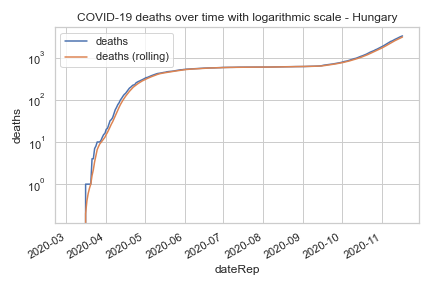 COVID-19 deaths over time with logarithmic scale - Hungary
deaths
deaths (rolling)
10³
10²
10¹
10⁰
deaths
2020-03
2020-04
2020-05
2020-06
2020-07
2020-08
2020-09
2020-10
2020-11
dateRep